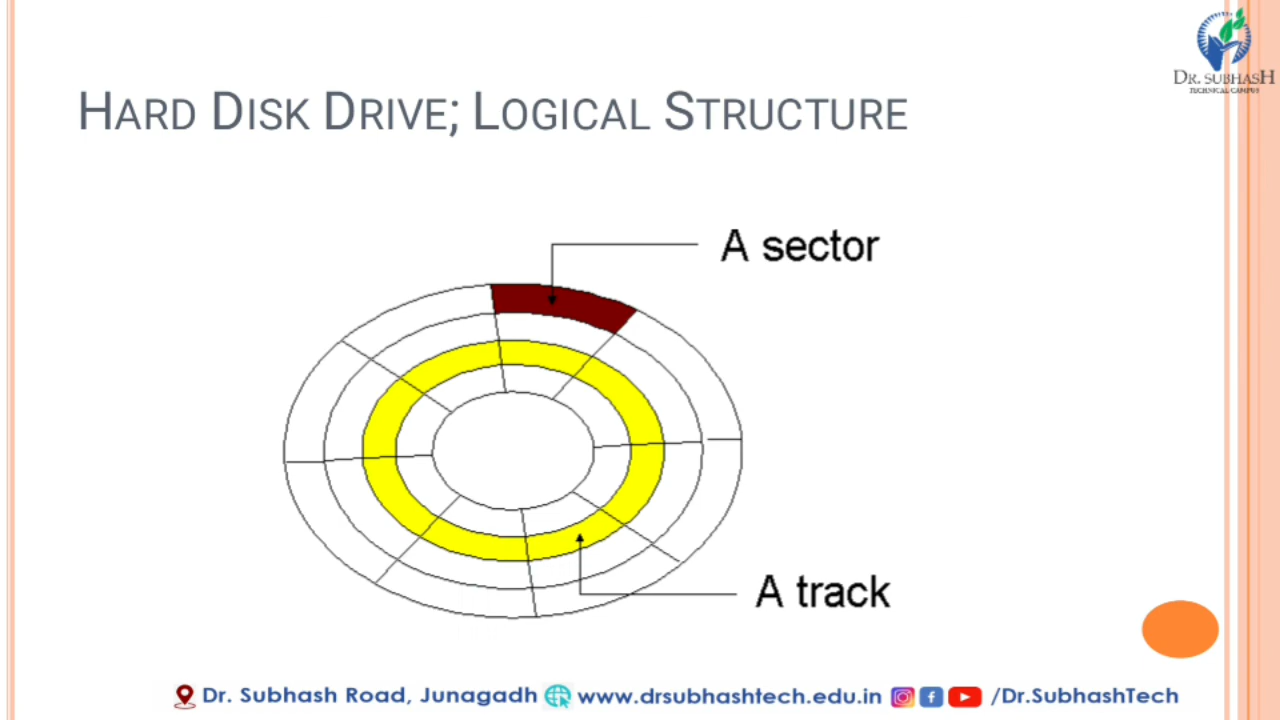 DR. SUBHASH
TECHNICAL CAMPUS
HARD DISK DRIVE; LOGICAL STRUCTURE
A sector
A track
Dr. Subhash Road, Junagadh www.drsubhashtech.edu.in /Dr.SubhashTech